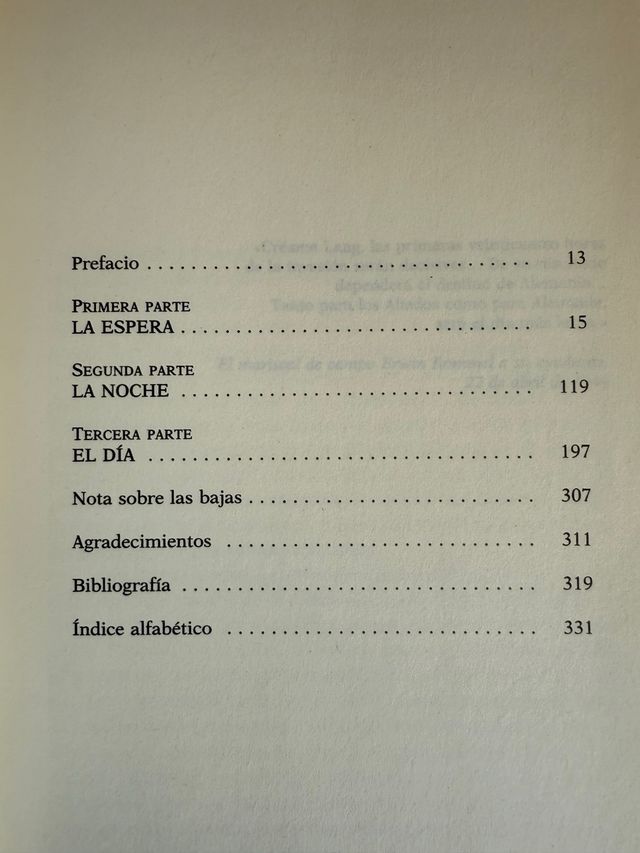 Prefacio . . . . . . . . . . . . . . . . . . . . . . . . . . . . . . . . . . . 13
PRIMERA PARTE
LA ESPERA . . . . . . . . . . . . . . . . . . . . . . . . . . . . . . . . 15
SEGUNDA PARTE
LA NOCHE . . . . . . . . . . . . . . . . . . . . . . . . . . . . . . . . 119
TERCERA PARTE
EL DÍA . . . . . . . . . . . . . . . . . . . . . . . . . . . . . . . . . . . 197
Nota sobre las bajas . . . . . . . . . . . . . . . . . . . . . . . . . . 307
Agradecimientos . . . . . . . . . . . . . . . . . . . . . . . . . . . . 311
Bibliografía . . . . . . . . . . . . . . . . . . . . . . . . . . . . . . . . 319
Índice alfabético . . . . . . . . . . . . . . . . . . . . . . . . . . . . 331